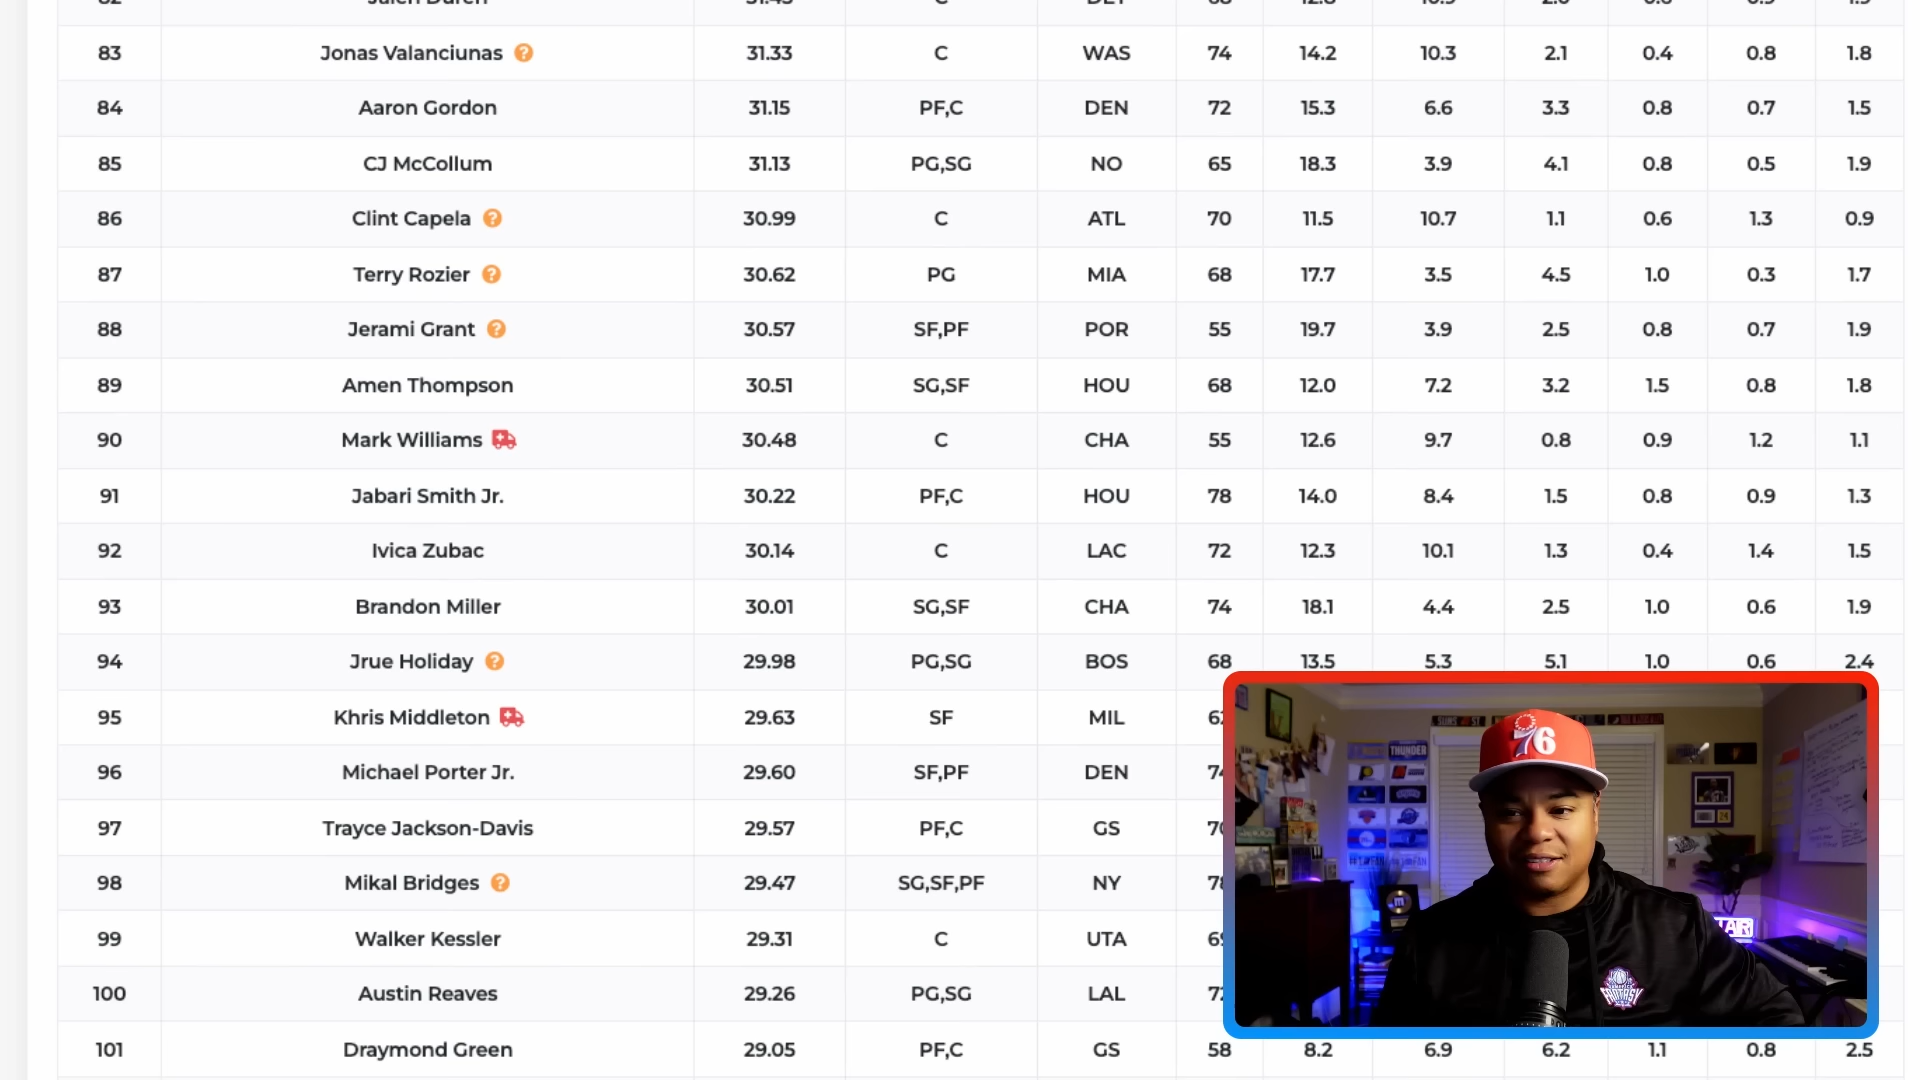 83 Jonas Valanciunas ? 31.33 C WAS 74 14.2 10.3 2.1 0.4 0.8 1.8
84 Aaron Gordon 31.15 PF,C DEN 72 15.3 6.6 3.3 0.8 0.7 1.5
85 CJ McCollum 31.13 PG,SG NO 65 18.3 3.9 4.1 0.8 0.5 1.9
86 Clint Capela ? 30.99 C ATL 70 11.5 10.7 1.1 0.6 1.3 0.9
87 Terry Rozier ? 30.62 PG MIA 68 17.7 3.5 4.5 1.0 0.3 1.7
88 Jerami Grant ? 30.57 SF,PF POR 55 19.7 3.9 2.5 0.8 0.7 1.9
89 Amen Thompson 30.51 SG,SF HOU 68 12.0 7.2 3.2 1.5 0.8 1.8
90 Mark Williams 30.48 C CHA 55 12.6 9.7 0.8 0.9 1.2 1.1
91 Jabari Smith Jr. 30.22 PF,C HOU 78 14.0 8.4 1.5 0.8 0.9 1.3
92 Ivica Zubac 30.14 C LAC 72 12.3 10.1 1.3 0.4 1.4 1.5
93 Brandon Miller 30.01 SG,SF CHA 74 18.1 4.4 2.5 1.0 0.6 1.9
94 Jrue Holiday ? 29.98 PG,SG BOS 68 13.5 5.3 5.1 1.0 0.6 2.4
95 Khris Middleton 29.63 SF MIL
96 Michael Porter Jr. 29.60 SF,PF DEN
97 Trayce Jackson-Davis 29.57 PF,C GS
98 Mikal Bridges ? 29.47 SG,SF,PF NY
99 Walker Kessler 29.31 C UTA
100 Austin Reaves 29.26 PG,SG LAL
101 Draymond Green 29.05 PF,C GS 58 8.2 6.9 6.2 1.1 0.8 2.5
THUNDER
76
AIR
FANTASY